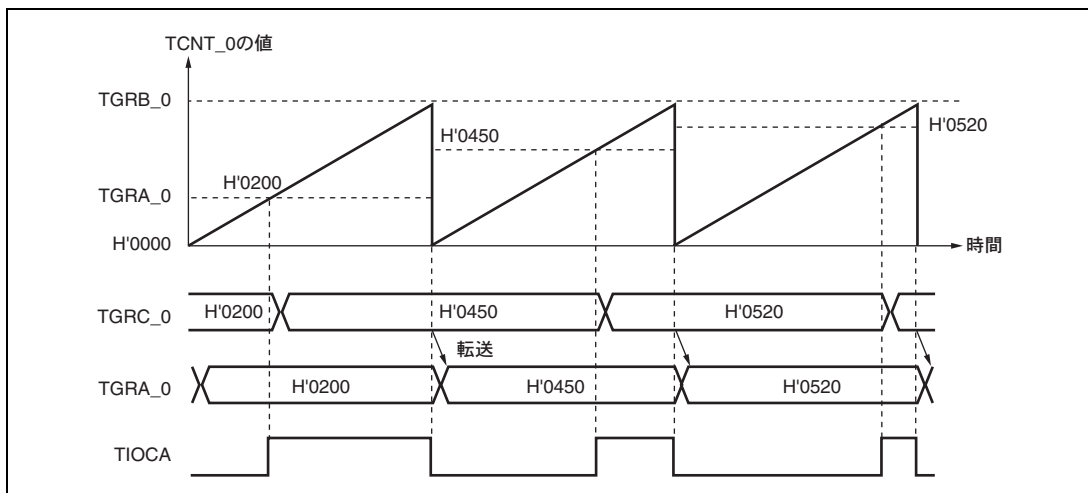 TCNT_0の値
TGRB_0
H'0450
H'0520
H'0200
TGRA_0
H'0000
時間
TGRC_0
H'0200
H'0450
H'0520
転送
TGRA_0
H'0200
H'0450
H'0520
TIOCA